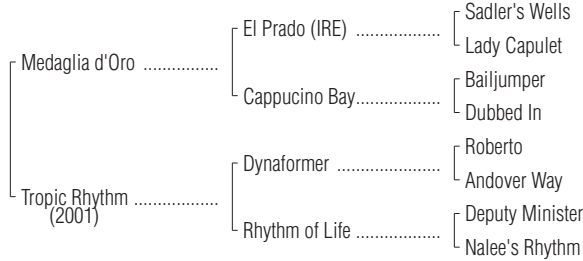 Sadler's Wells
El Prado (IRE) ..................
Lady Capulet
Medaglia d'Oro ................
Bailjumper
Cappucino Bay..................
Dubbed In
Roberto
Dynaformer ......................
Andover Way
Tropic Rhythm ..................
(2001)
Deputy Minister
Rhythm of Life ..................
Nalee's Rhythm